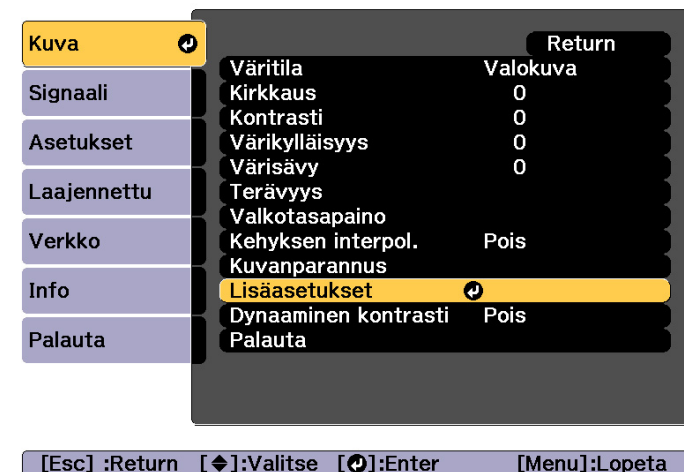 Kuva
Signaali
Asetukset
Laajennettu
Verkko
Info
Palauta
Return
Väritila Valokuva
Kirkkaus 0
Kontrasti 0
Värikylläisyys 0
Värisävy 0
Terävyys
Valkotasapaino
Kehyksen interpol. Pois
Kuvanparannus
Lisäasetukset
Dynaaminen kontrasti Pois
Palauta
[Esc] :Return [◆]:Valitse [↵]:Enter [Menu]:Lopeta